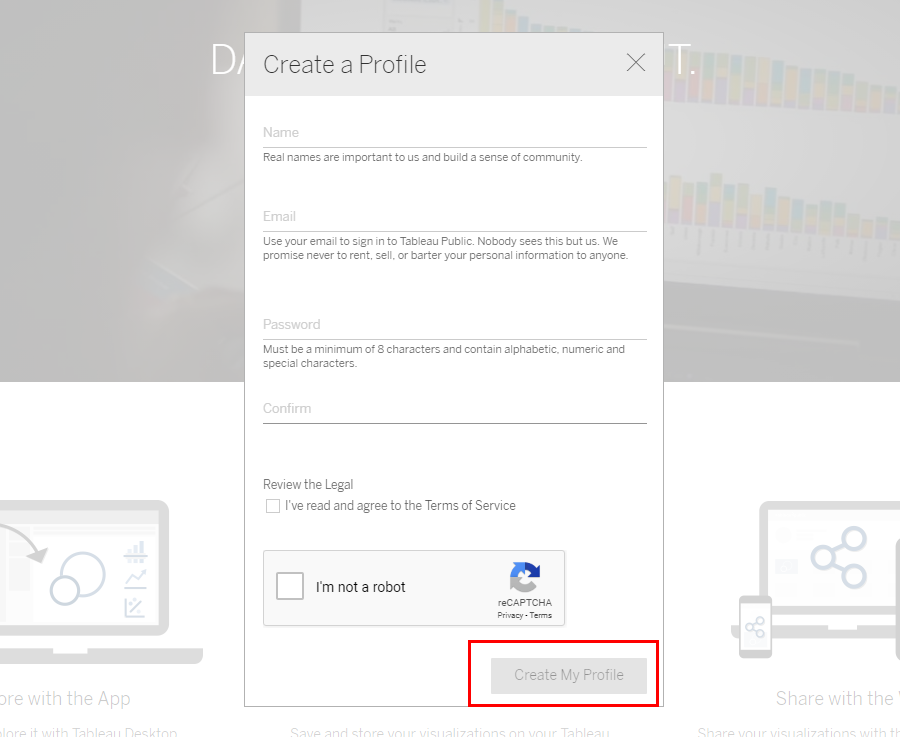 DA T.
Create a Profile
Name
Real names are important to us and build a sense of community.
Email
Use your email to sign in to Tableau Public. Nobody sees this but us. We
promise never to rent, sell, or barter your personal information to anyone.
Password
Must be a minimum of 8 characters and contain alphabetic, numeric and
special characters.
Confirm
Review the Legal
I've read and agree to the Terms of Service
I'm not a robot
reCAPTCHA
Privacy - Terms
Create My Profile
ore with the App
Share with the
lore it with Tableau Desktop
Save and store your visualizations on your Tableau
Share your visualizations with th